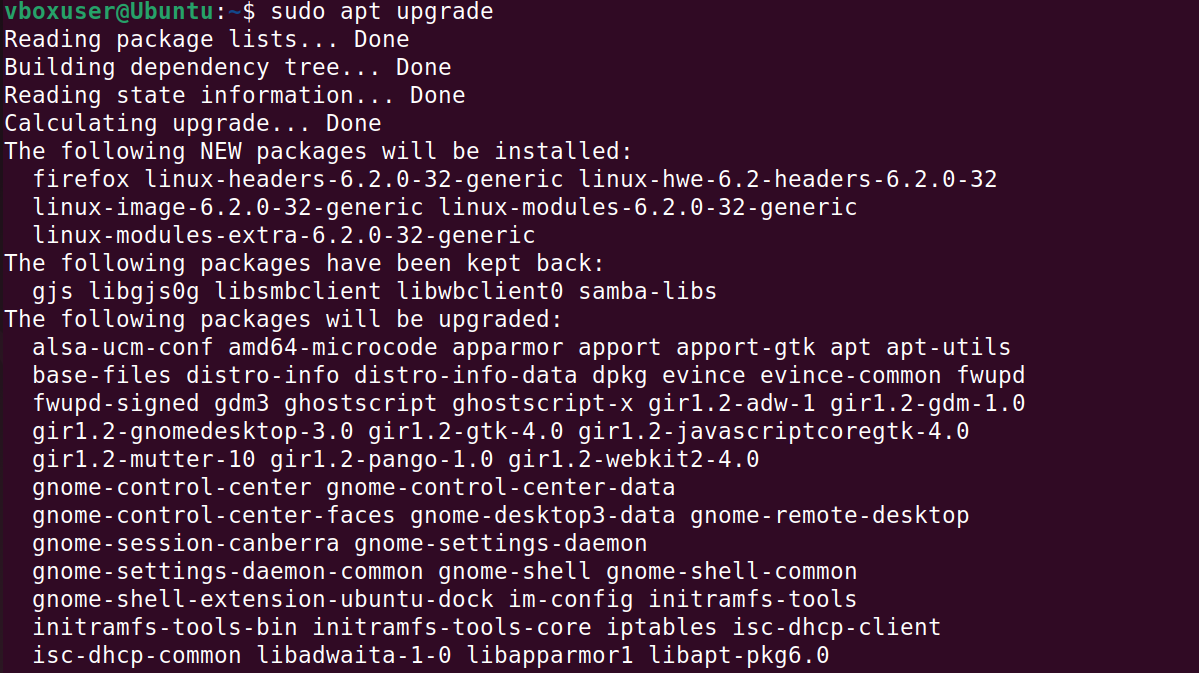 vboxuser@Ubuntu:~$ sudo apt upgrade
Reading package lists... Done
Building dependency tree... Done
Reading state information... Done
Calculating upgrade... Done
The following NEW packages will be installed:
  firefox linux-headers-6.2.0-32-generic linux-hwe-6.2-headers-6.2.0-32
  linux-image-6.2.0-32-generic linux-modules-6.2.0-32-generic
  linux-modules-extra-6.2.0-32-generic
The following packages have been kept back:
  gjs libgjs0g libsmbclient libwbclient0 samba-libs
The following packages will be upgraded:
  alsa-ucm-conf amd64-microcode apparmor apport apport-gtk apt apt-utils
  base-files distro-info distro-info-data dpkg evince evince-common fwupd
  fwupd-signed gdm3 ghostscript ghostscript-x gir1.2-adw-1 gir1.2-gdm-1.0
  gir1.2-gnomedesktop-3.0 gir1.2-gtk-4.0 gir1.2-javascriptcoregtk-4.0
  gir1.2-mutter-10 gir1.2-pango-1.0 gir1.2-webkit2-4.0
  gnome-control-center gnome-control-center-data
  gnome-control-center-faces gnome-desktop3-data gnome-remote-desktop
  gnome-session-canberra gnome-settings-daemon
  gnome-settings-daemon-common gnome-shell gnome-shell-common
  gnome-shell-extension-ubuntu-dock im-config initramfs-tools
  initramfs-tools-bin initramfs-tools-core iptables isc-dhcp-client
  isc-dhcp-common libadwaita-1-0 libapparmor1 libapt-pkg6.0